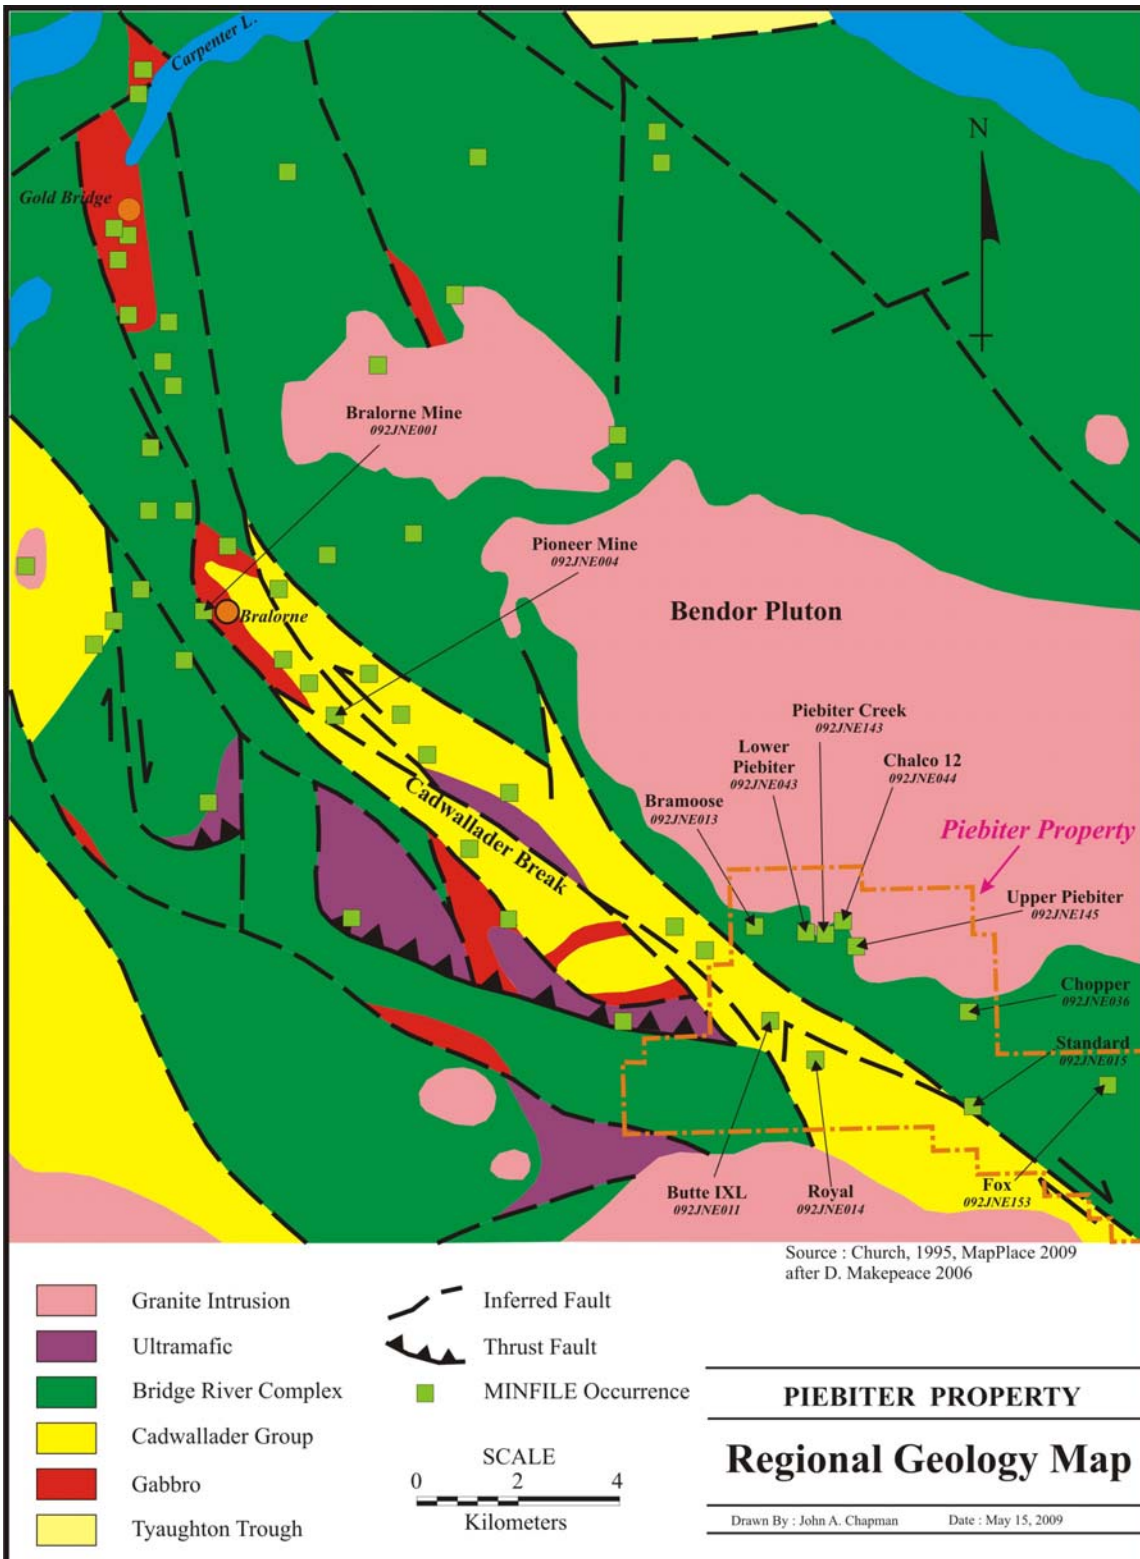 Carpenter L.
N
Gold Bridge
Bralorne Mine
092JNE001
Pioneer Mine
092JNE004
Bendor Pluton
Bralorne
Piebiter Creek
092JNE143
Lower
Piebiter
092JNE043
Chalco 12
092JNE044
Bramoose
092JNE013
Piebiter Property
Cadwallader Break
Upper Piebiter
092JNE145
Chopper
092JNE036
Standard
092JNE015
Butte IXL
092JNE011
Royal
092JNE014
Fox
092JNE153
Source : Church, 1995, MapPlace 2009
after D. Makepeace 2006
Granite Intrusion
Ultramafic
Bridge River Complex
Cadwallader Group
Gabbro
Tyaughton Trough
Inferred Fault
Thrust Fault
MINFILE Occurrence
SCALE
0 2 4
Kilometers
PIEBITER PROPERTY
Regional Geology Map
Drawn By : John A. Chapman Date : May 15, 2009